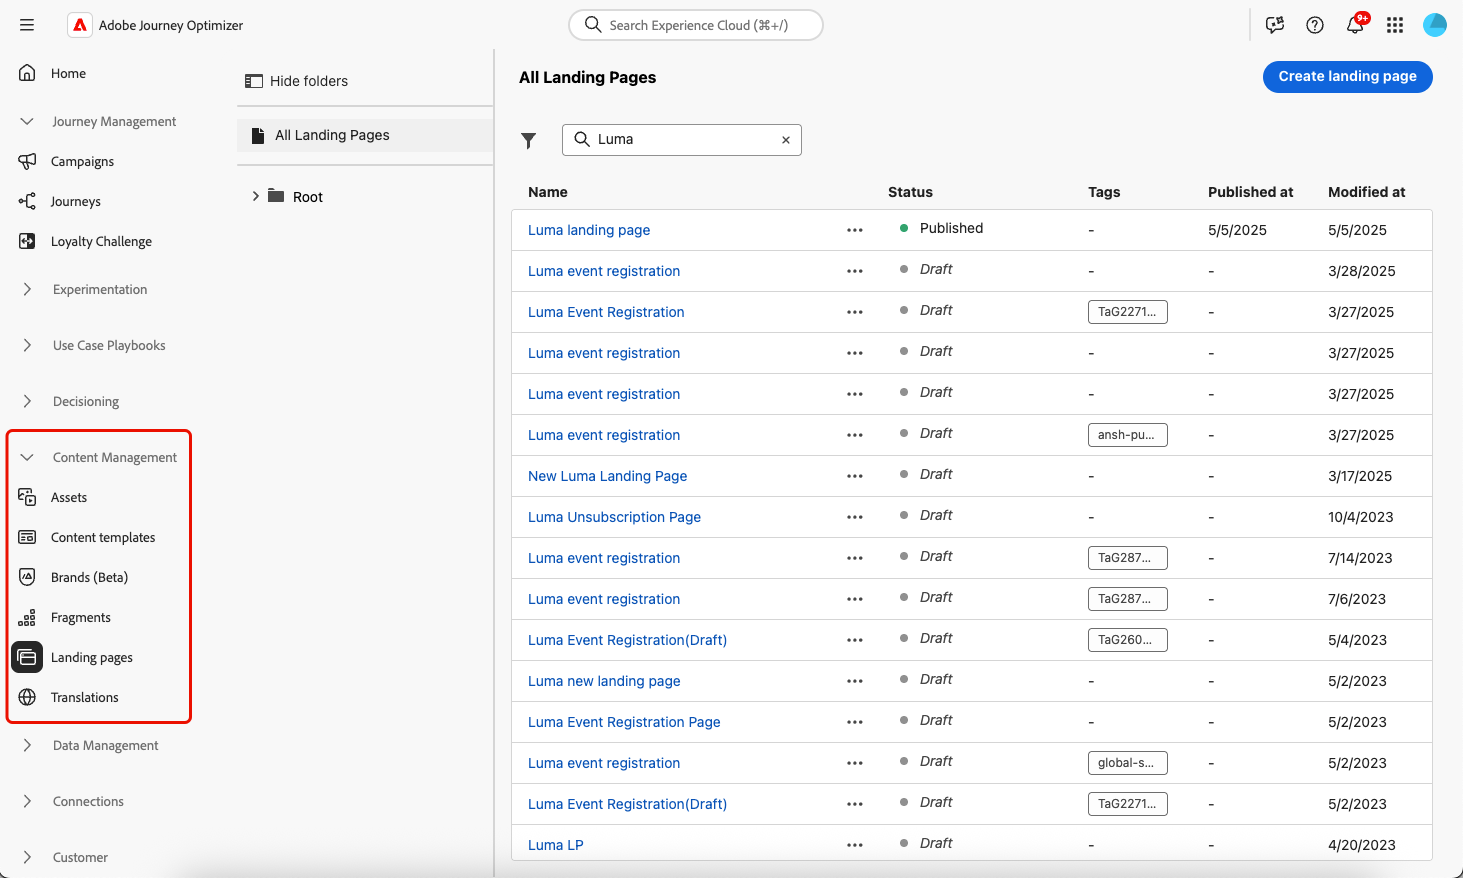 Adobe Journey Optimizer
Search Experience Cloud (⌘+/)
9+
Home
Journey Management
Campaigns
Journeys
Loyalty Challenge
Experimentation
Use Case Playbooks
Decisioning
Content Management
Assets
Content templates
Brands (Beta)
Fragments
Landing pages
Translations
Data Management
Connections
Customer
Hide folders
All Landing Pages
Root
All Landing Pages
Create landing page
Luma
Name Status Tags Published at Modified at
Luma landing page ••• Published - 5/5/2025 5/5/2025
Luma event registration ••• Draft - - 3/28/2025
Luma Event Registration ••• Draft TaG2271... - 3/27/2025
Luma event registration ••• Draft - - 3/27/2025
Luma event registration ••• Draft - - 3/27/2025
Luma event registration ••• Draft ansh-pu... - 3/27/2025
New Luma Landing Page ••• Draft - - 3/17/2025
Luma Unsubscription Page ••• Draft - - 10/4/2023
Luma event registration ••• Draft TaG287... - 7/14/2023
Luma event registration ••• Draft TaG287... - 7/6/2023
Luma Event Registration(Draft) ••• Draft TaG260... - 5/4/2023
Luma new landing page ••• Draft - - 5/2/2023
Luma Event Registration Page ••• Draft - - 5/2/2023
Luma event registration ••• Draft global-s... - 5/2/2023
Luma Event Registration(Draft) ••• Draft TaG2271... - 5/2/2023
Luma LP ••• Draft - - 4/20/2023